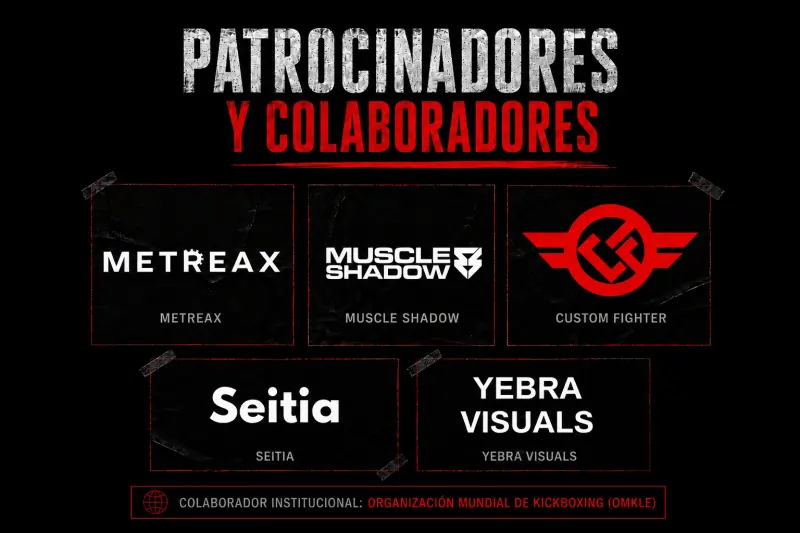 PATROCINADORES
Y COLABORADORES
METREAX
METREAX
MUSCLE
SHADOW
MUSCLE SHADOW
CF
CUSTOM FIGHTER
Seitia
SEITIA
YEBRA
VISUALS
YEBRA VISUALS
COLABORADOR INSTITUCIONAL: ORGANIZACIÓN MUNDIAL DE KICKBOXING (OMKLE)